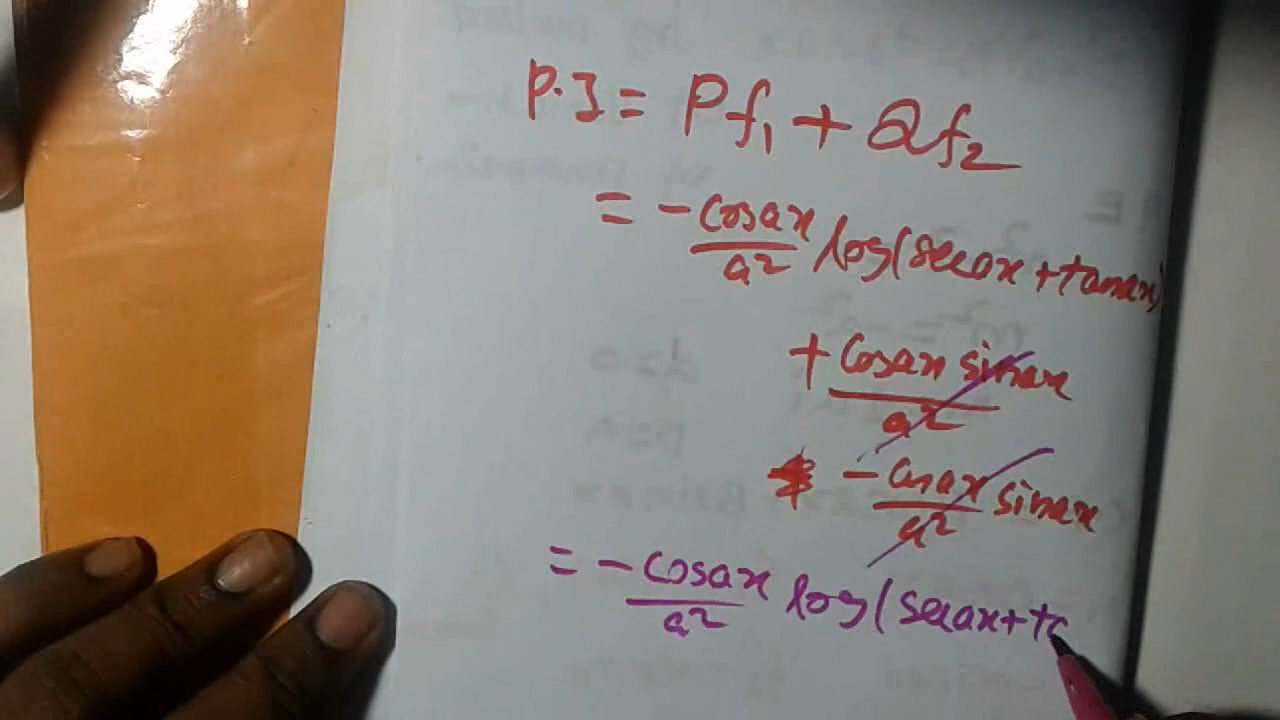 P.I = Pf₁ + Qf₂
= -cosax/a² log(secax + tanax)
+ cosax sinax/a²
- cosax/a² sinax
= -cosax/a² log(secax + ta